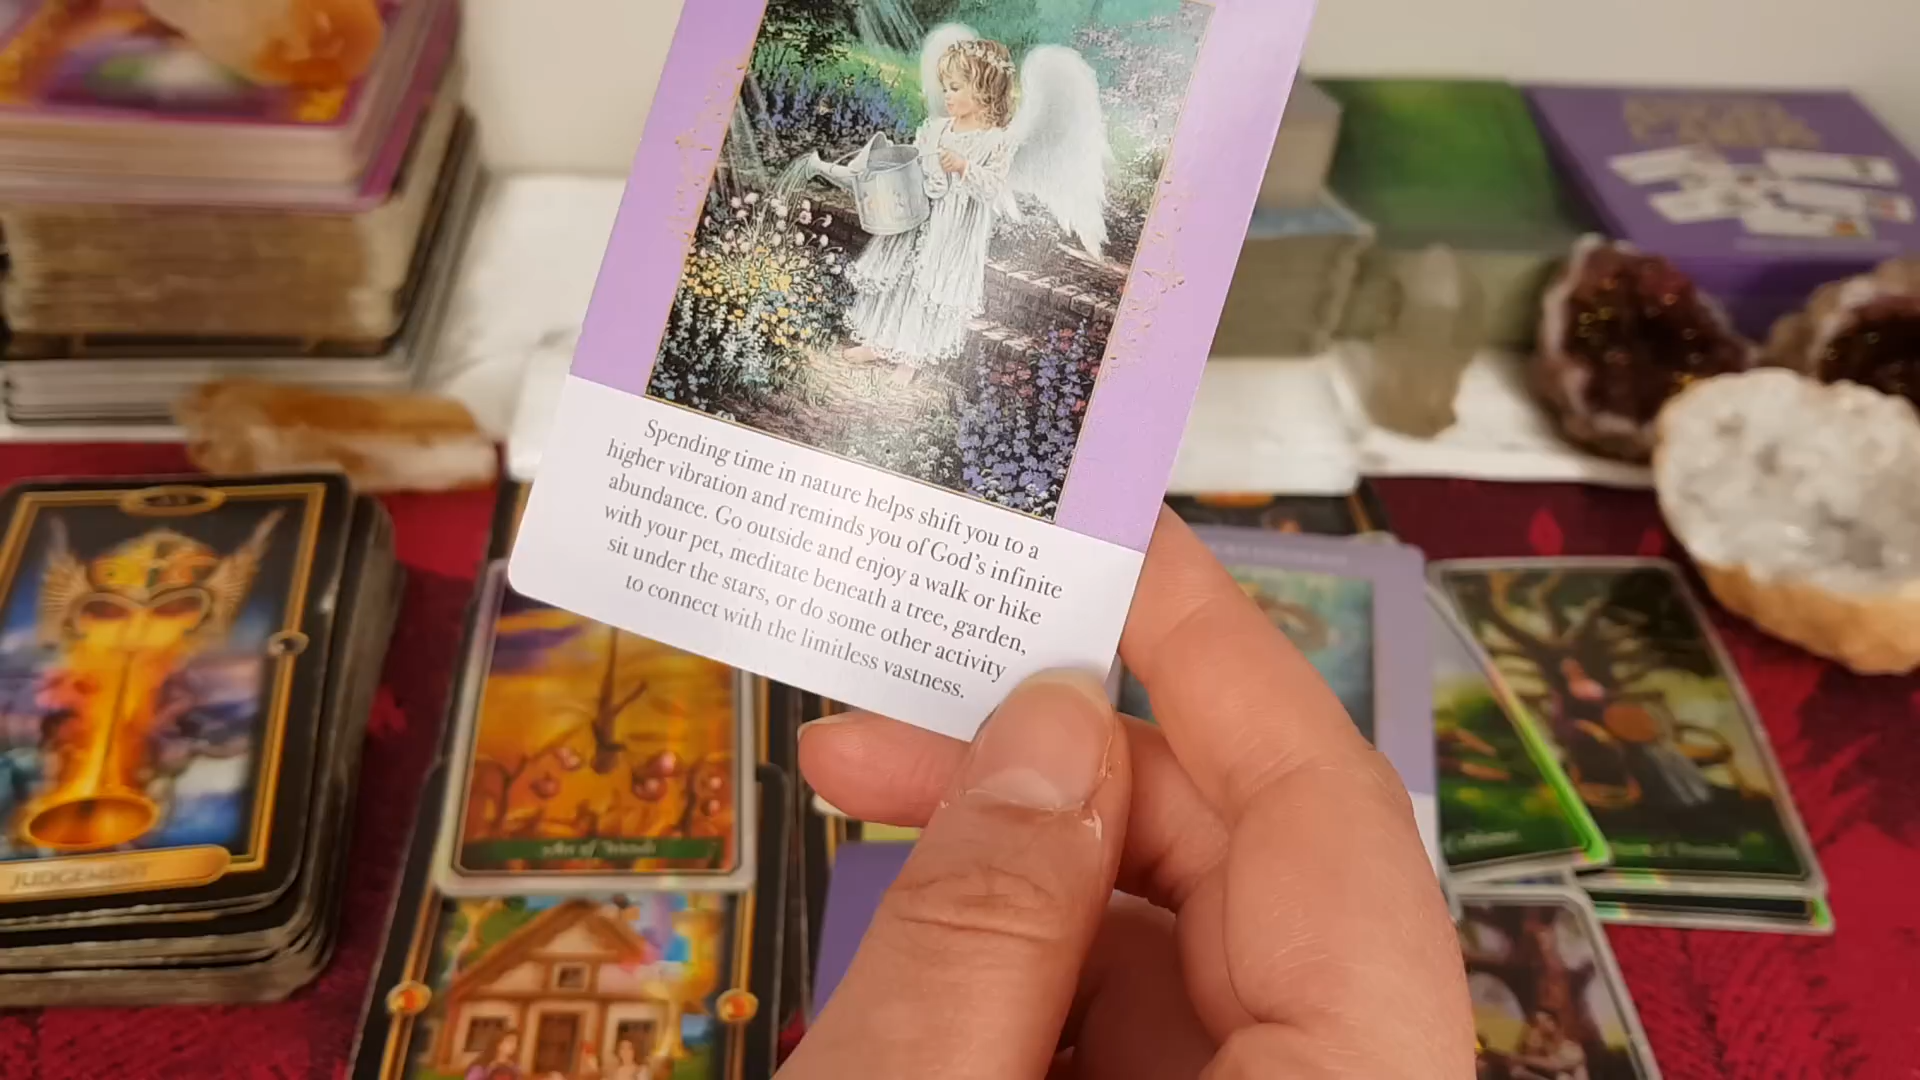 Spending time in nature helps shift you to a
higher vibration and reminds you of God's infinite
abundance. Go outside and enjoy a walk or hike
with your pet, meditate beneath a tree, garden,
sit under the stars, or do some other activity
to connect with the limitless vastness.
JUDGEMENT
Ace of Wands